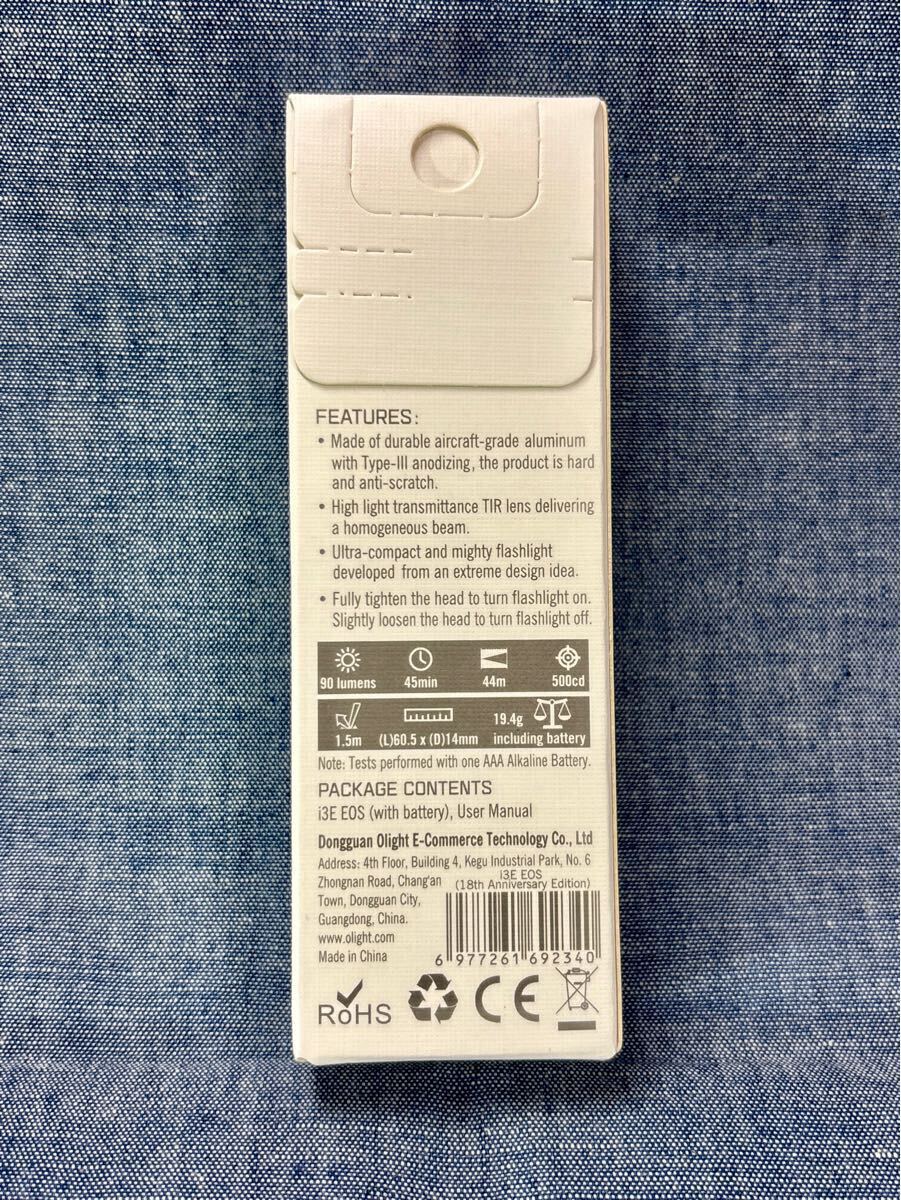 FEATURES:
• Made of durable aircraft-grade aluminum
with Type-III anodizing, the product is hard
and anti-scratch.
• High light transmittance TIR lens delivering
a homogeneous beam.
• Ultra-compact and mighty flashlight
developed from an extreme design idea.
• Fully tighten the head to turn flashlight on.
Slightly loosen the head to turn flashlight off.
90 lumens 45min 44m 500cd
1.5m (L)60.5 x (D)14mm 19.4g
including battery
Note: Tests performed with one AAA Alkaline Battery.
PACKAGE CONTENTS
i3E EOS (with battery), User Manual
Dongguan Olight E-Commerce Technology Co., Ltd
Address: 4th Floor, Building 4, Kegu Industrial Park, No. 6
Zhongnan Road, Chang'an
Town, Dongguan City,
Guangdong, China.
www.olight.com
Made in China
i3E EOS
(18th Anniversary Edition)
6 977261 692340
RoHS
CE